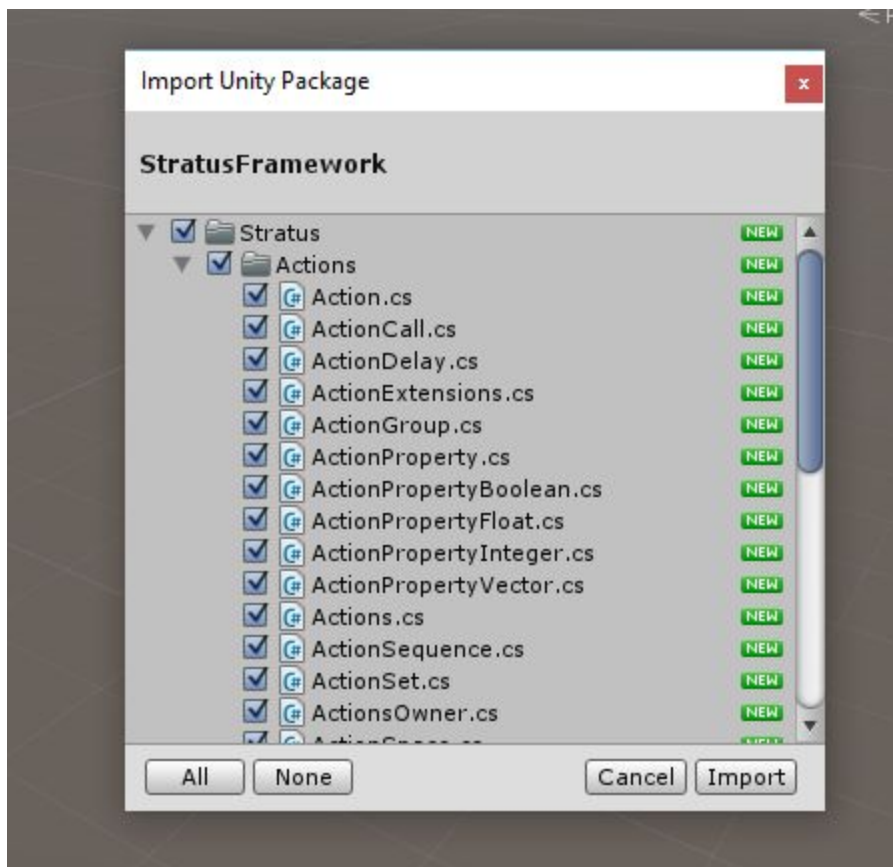 Import Unity Package
x
StratusFramework
Stratus NEW
Actions NEW
C# Action.cs NEW
C# ActionCall.cs NEW
C# ActionDelay.cs NEW
C# ActionExtensions.cs NEW
C# ActionGroup.cs NEW
C# ActionProperty.cs NEW
C# ActionPropertyBoolean.cs NEW
C# ActionPropertyFloat.cs NEW
C# ActionPropertyInteger.cs NEW
C# ActionPropertyVector.cs NEW
C# Actions.cs NEW
C# ActionSequence.cs NEW
C# ActionSet.cs NEW
C# ActionsOwner.cs NEW
All None Cancel Import